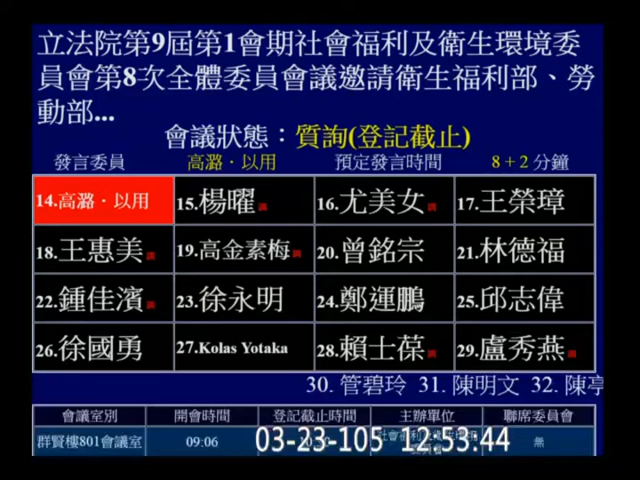 立法院第9屆第1會期社會福利及衛生環境委
員會第8次全體委員會議邀請衛生福利部、勞
動部...
會議狀態：質詢(登記截止)
發言委員 高潞．以用 預定發言時間 8 + 2 分鐘
14.高潞．以用 15.楊曜 16.尤美女 17.王榮璋
18.王惠美 19.高金素梅 20.曾銘宗 21.林德福
22.鍾佳濱 23.徐永明 24.鄭運鵬 25.邱志偉
26.徐國勇 27.Kolas Yotaka 28.賴士葆 29.盧秀燕
30. 管碧玲 31. 陳明文 32. 陳亭
會議室別 開會時間 登記截止時間 主辦單位 聯席委員會
群賢樓801會議室 09:06 無
03-23-105 12:53:44